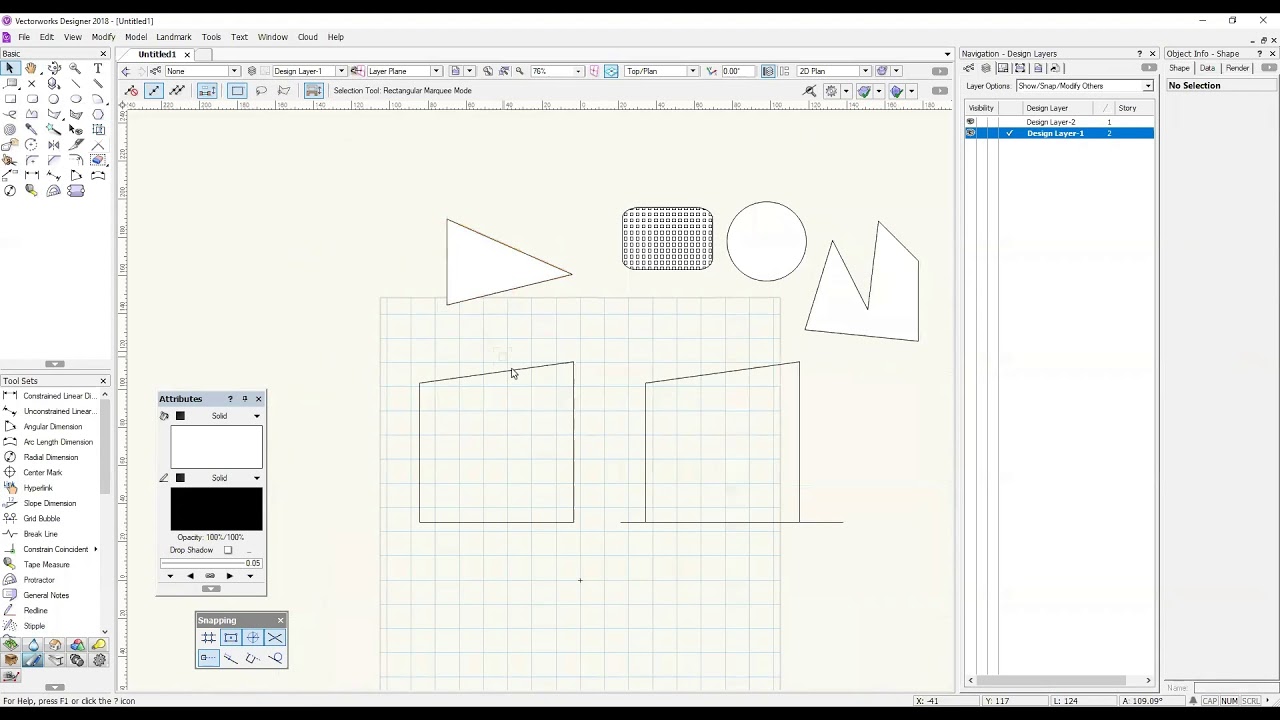 Vectorworks Designer 2018 - [Untitled1]
File Edit View Modify Model Landmark Tools Text Window Cloud Help
Basic
Untitled1
None Design Layer-1 Layer Plane 76% Top/Plan 0.00° 2D Plan
Selection Tool: Rectangular Marquee Mode
Navigation - Design Layers
Layer Options: Show/Snap/Modify Others
Visibility Design Layer / Story
Design Layer-2 1
Design Layer-1 2
Object Info - Shape
Shape Data Render
No Selection
Name:
Tool Sets
Constrained Linear Di...
Unconstrained Linear...
Angular Dimension
Arc Length Dimension
Radial Dimension
Center Mark
Hyperlink
Slope Dimension
Grid Bubble
Break Line
Constrain Coincident
Tape Measure
Protractor
General Notes
Redline
Stipple
Attributes
Solid
Solid
Opacity: 100%/100%
Drop Shadow
0.05
Snapping
For Help, press F1 or click the ? icon
X: -41 Y: 117 L: 124 A: 109.09° CAP NUM SCRL